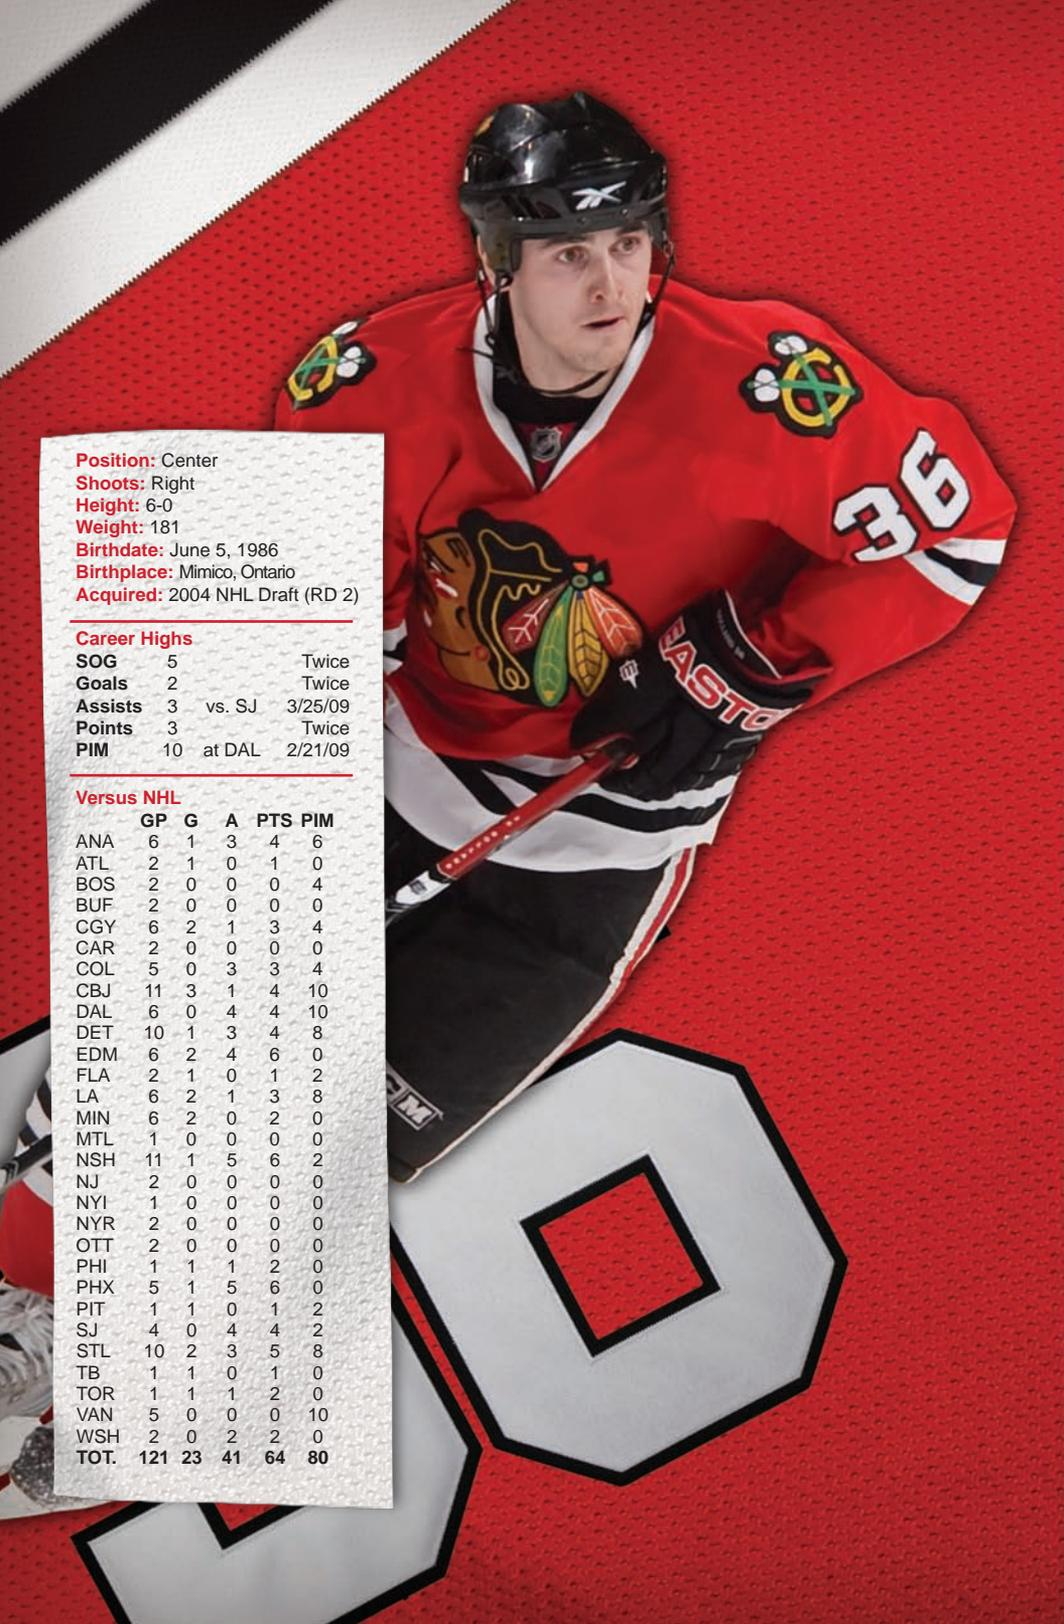 36
EASTON
Position: Center
Shoots: Right
Height: 6-0
Weight: 181
Birthdate: June 5, 1986
Birthplace: Mimico, Ontario
Acquired: 2004 NHL Draft (RD 2)
Career Highs
SOG 5 Twice
Goals 2 Twice
Assists 3 vs. SJ 3/25/09
Points 3 Twice
PIM 10 at DAL 2/21/09
Versus NHL
GP G A PTS PIM
ANA 6 1 3 4 6
ATL 2 1 0 1 0
BOS 2 0 0 0 4
BUF 2 0 0 0 0
CGY 6 2 1 3 4
CAR 2 0 0 0 0
COL 5 0 3 3 4
CBJ 11 3 1 4 10
DAL 6 0 4 4 10
DET 10 1 3 4 8
EDM 6 2 4 6 0
FLA 2 1 0 1 2
LA 6 2 1 3 8
MIN 6 2 0 2 0
MTL 1 0 0 0 0
NSH 11 1 5 6 2
NJ 2 0 0 0 0
NYI 1 0 0 0 0
NYR 2 0 0 0 0
OTT 2 0 0 0 0
PHI 1 1 1 2 0
PHX 5 1 5 6 0
PIT 1 1 0 1 2
SJ 4 0 4 4 2
STL 10 2 3 5 8
TB 1 1 0 1 0
TOR 1 1 1 2 0
VAN 5 0 0 0 10
WSH 2 0 2 2 0
TOT. 121 23 41 64 80